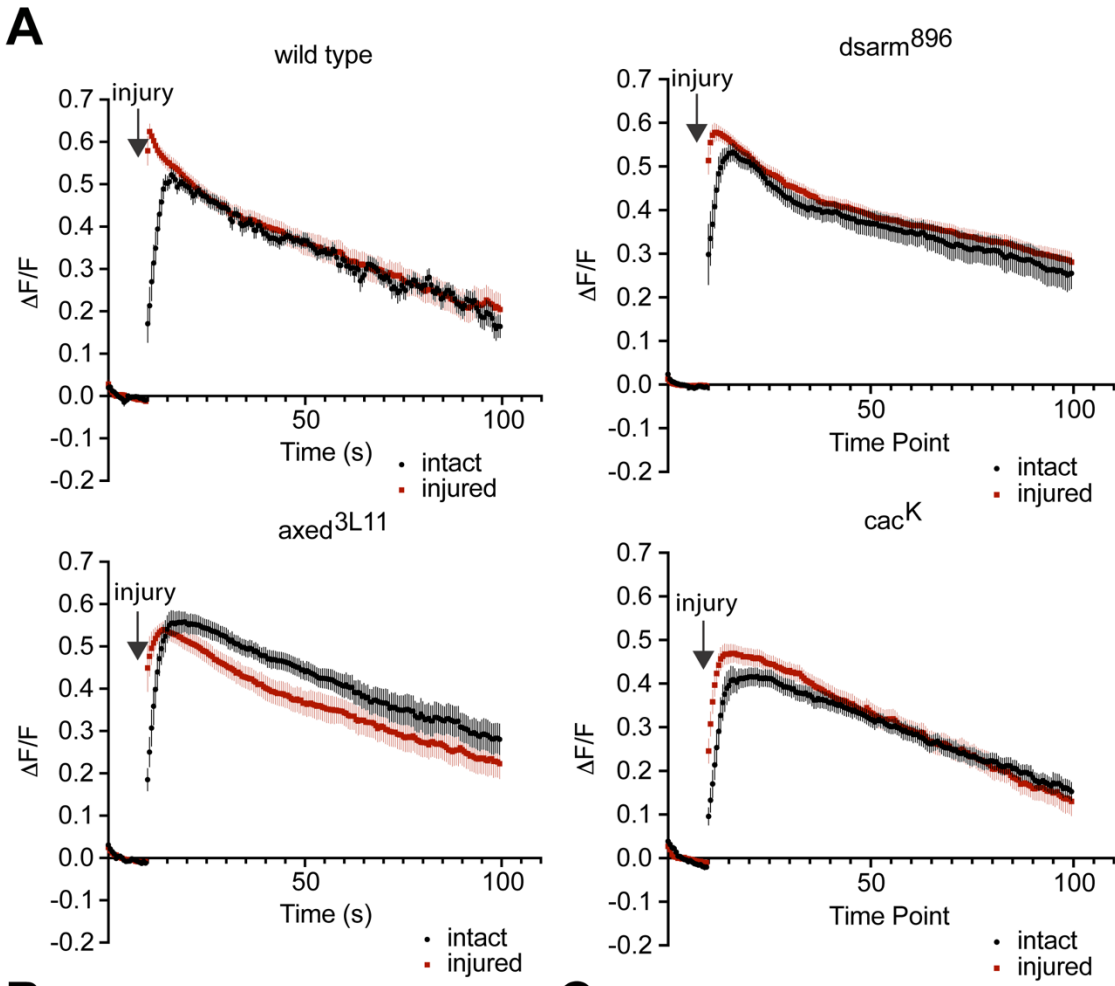 A
wild type
injury
0.7
0.6
0.5
0.4
0.3
0.2
0.1
0.0
-0.1
-0.2
ΔF/F
50
100
Time (s)
intact
injured
dsarm896
injury
0.7
0.6
0.5
0.4
0.3
0.2
0.1
0.0
-0.1
-0.2
ΔF/F
50
100
Time Point
intact
injured
axed3L11
injury
0.7
0.6
0.5
0.4
0.3
0.2
0.1
0.0
-0.1
-0.2
ΔF/F
50
100
Time (s)
intact
injured
cacK
injury
0.7
0.6
0.5
0.4
0.3
0.2
0.1
0.0
-0.1
-0.2
ΔF/F
50
100
Time Point
intact
injured